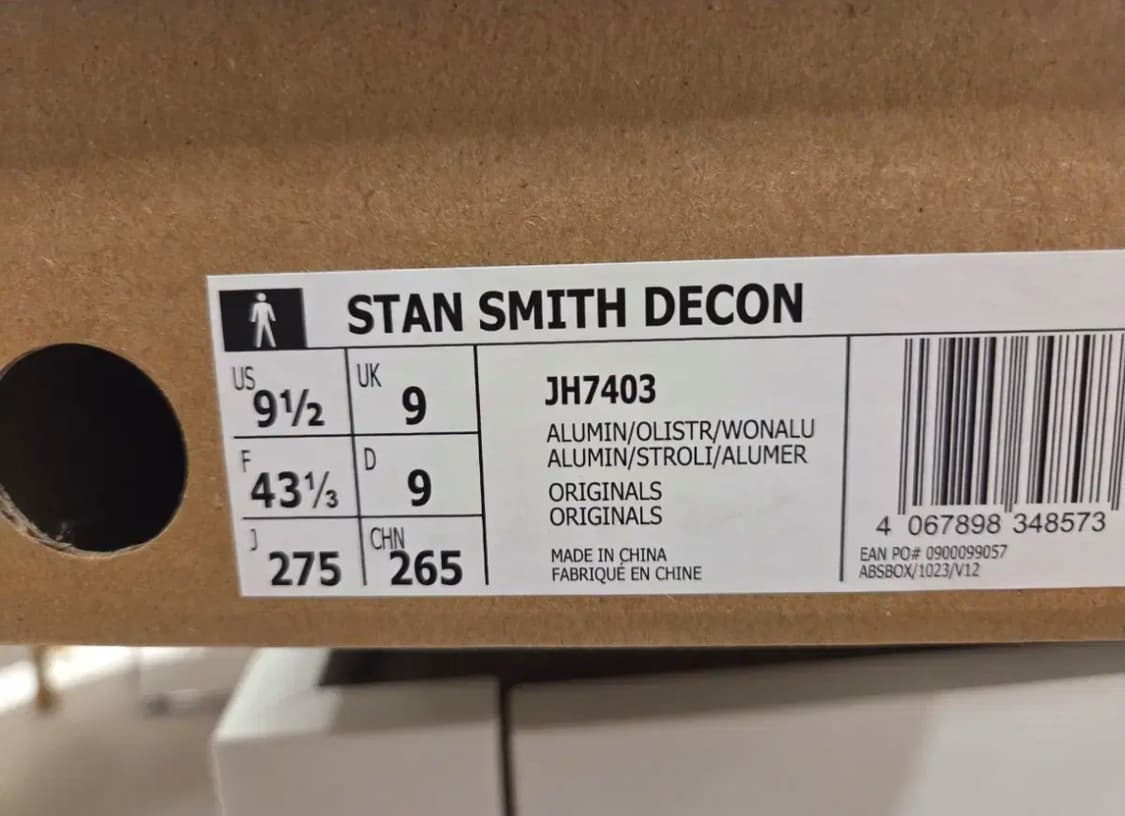 STAN SMITH DECON
US 9½ UK 9
F 43⅓ D 9
J 275 CHN 265
JH7403
ALUMIN/OLISTR/WONALU
ALUMIN/STROLI/ALUMER
ORIGINALS
ORIGINALS
MADE IN CHINA
FABRIQUÉ EN CHINE
4 067898 348573
EAN PO# 0900099057
ABSBOX/1023/V12